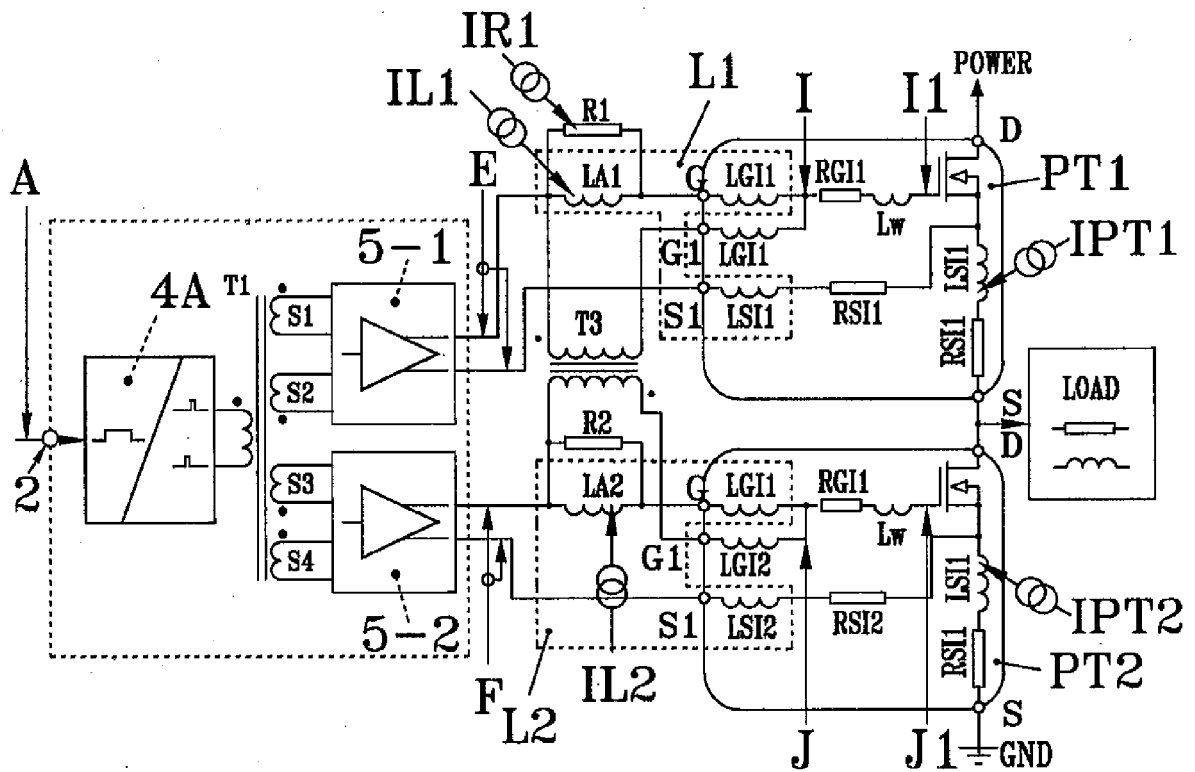 IR1
IL1
L1
I
I1
POWER
A
E
R1
D
LA1
G
LGI1
RGI1
PT1
Lw
G1
LGI1
IPT1
5-1
4A
T1
S1
S1
LSI1
RSI1
LSI1
T3
RSI1
S2
S
LOAD
R2
D
2
S3
LA2
G
LGI1
RGI1
Lw
S4
G1
LGI2
LSI1
S1
LSI2
RSI2
IPT2
5-2
RSI1
PT2
F
L2
IL2
S
J
J1
GND